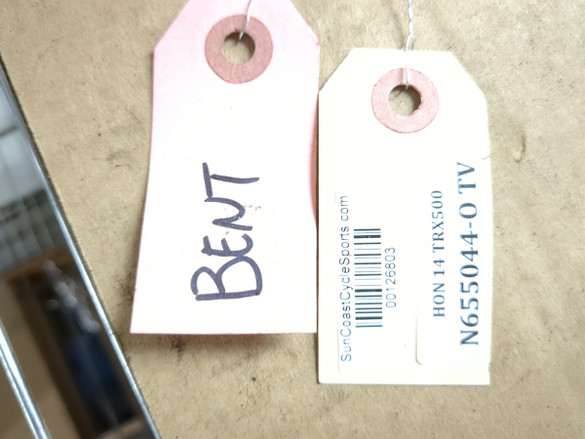 BENT
SunCoastCycleSports.com
00126803
HON 14 TRX500
N655044-O TV